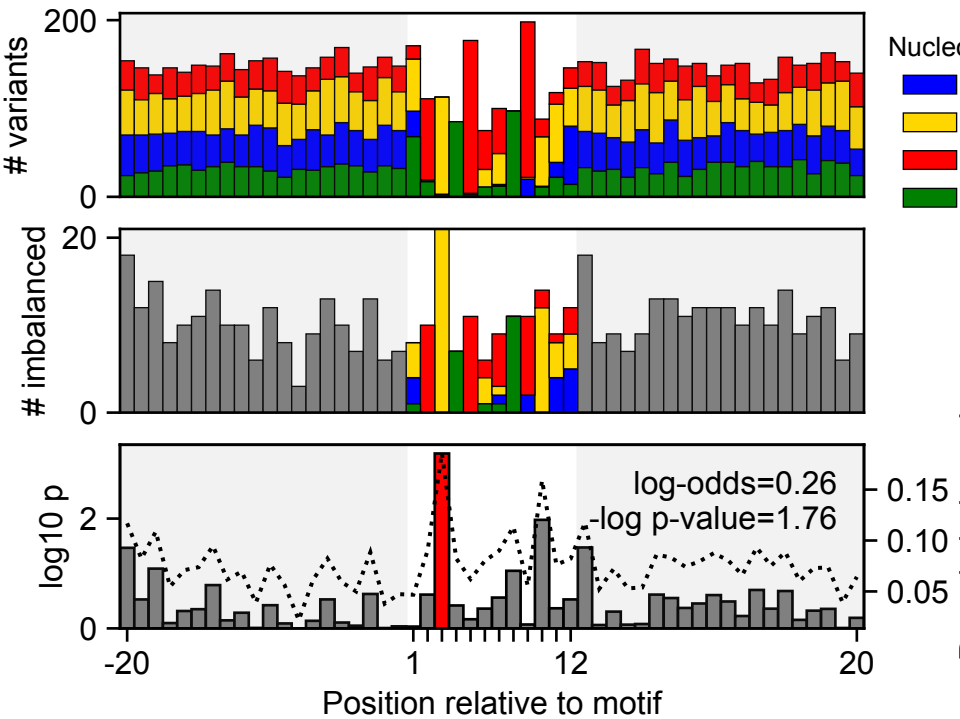 200
0
# variants
Nucleo
20
0
# imbalanced
log-odds=0.26
-log p-value=1.76
2
0
log10 p
0.15
0.10
0.05
-20
1
12
20
Position relative to motif